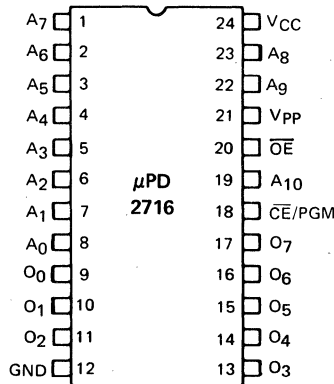 A7 1 24 VCC
A6 2 23 A8
A5 3 22 A9
A4 4 21 VPP
A3 5 20 O̅E̅
A2 6 μPD 19 A10
A1 7 2716 18 C̅E̅/PGM
A0 8 17 O7
O0 9 16 O6
O1 10 15 O5
O2 11 14 O4
GND 12 13 O3